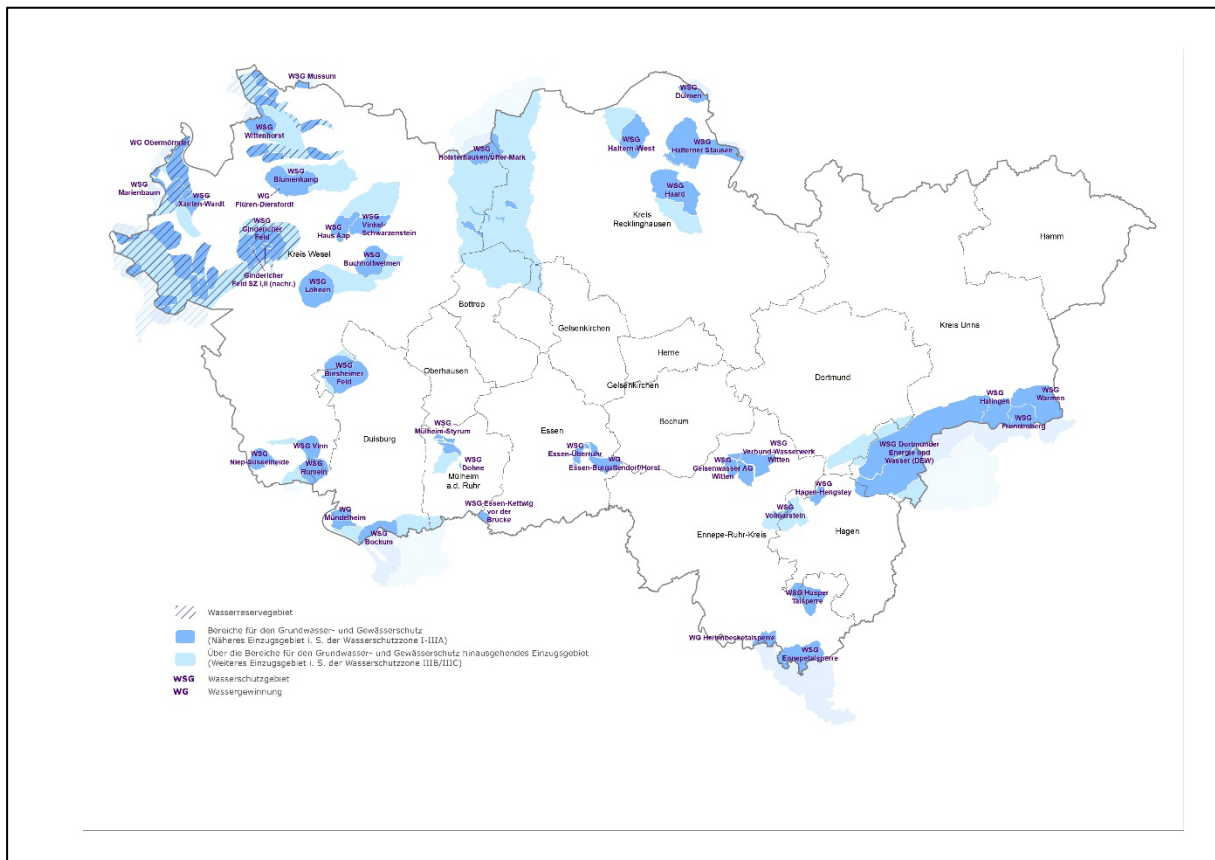 WSG Mussum
WSG
Dülmen
WSG
Wittenhorst
WG Obermörmter
WSG
Haltern-West
WSG
Halterner Stausee
WSG
Holsterhausen/Üfter-Mark
WSG
Marienbaum
WSG
Xanten-Wardt
WSG
Blumenkamp
WG
Flüren-Diersfordt
WSG
Haard
Kreis
Recklinghausen
WSG
Ginderícher
Feld
WSG
Haus Aap
WSG
Vinkel-
Schwarzenstein
Hamm
Kreis Wesel
WSG
Buchholtwelmen
Gindericher
Feld SZ I,II (nachr.)
WSG
Löhnen
Bottrop
Gelsenkirchen
Kreis Unna
Herne
Oberhausen
Dortmund
WSG
Binsheimer
Feld
Gelsenkirchen
WSG
Halingen
WSG
Warmen
WSG
Fröndenberg
Bochum
WSG
Mülheim-Styrum
Essen
Duisburg
WSG Vinn
WSG
Niep-Süsselheide
WSG
Rumeln
WSG
Dohne
Mülheim
a.d. Ruhr
WSG
Essen-Überruhr
WG
Essen-Burgaltendorf/Horst
WSG
Verbund-Wasserwerk
Witten
WSG
Gelsenwasser AG
Witten
WSG Dortmunder
Energie und
Wasser (DEW)
WSG
Hagen-Hengstey
WSG Essen-Kettwig
vor der
Brücke
WG
Mündelheim
WSG
Bockum
WSG
Volmarstein
Ennepe-Ruhr-Kreis
Hagen
WSG Hasper
Talsperre
WG Heilenbecketalsperre
WSG
Ennepetalsperre
Wasserreservegebiet
Bereiche für den Grundwasser- und Gewässerschutz
(Näheres Einzugsgebiet i. S. der Wasserschutzzone I-IIIA)
Über die Bereiche für den Grundwasser- und Gewässerschutz hinausgehendes Einzugsgebiet
(Weiteres Einzugsgebiet i. S. der Wasserschutzzone IIIB/IIIC)
WSG Wasserschutzgebiet
WG Wassergewinnung